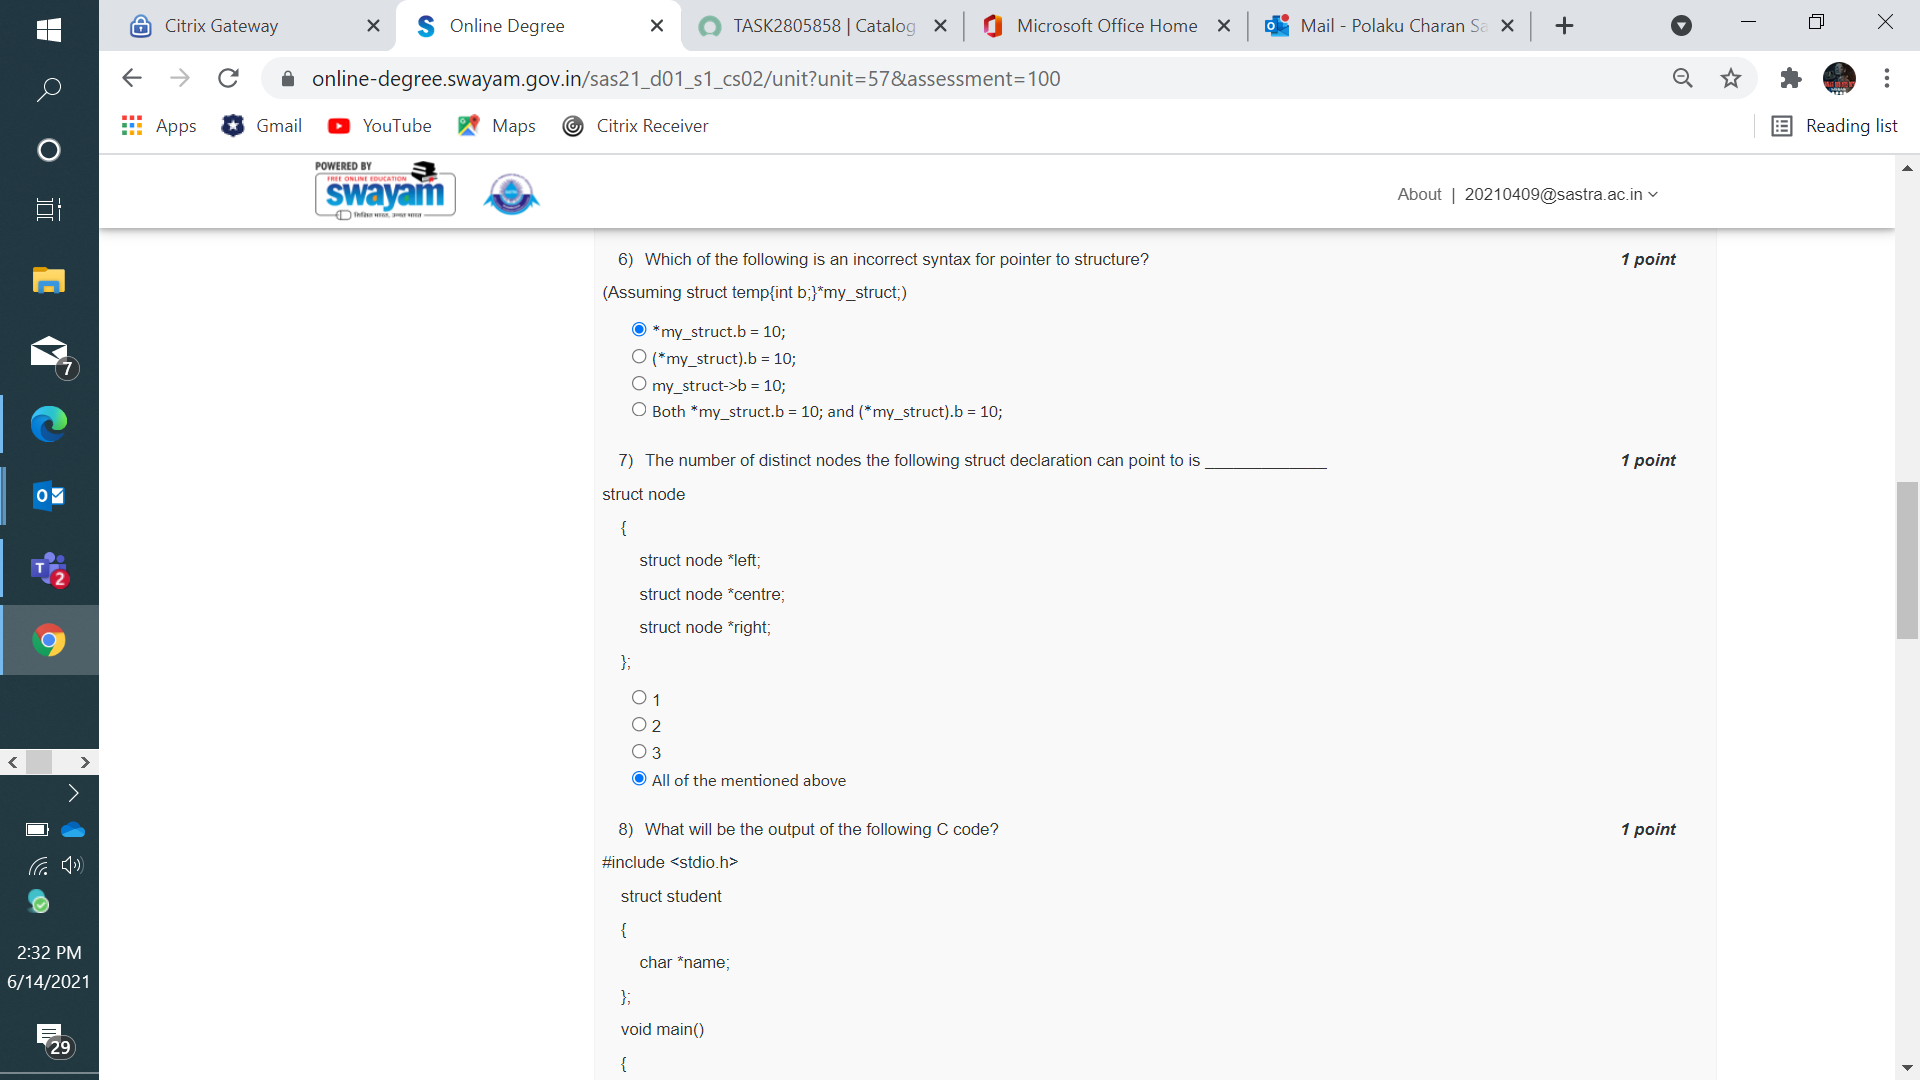 Citrix Gateway
Online Degree
TASK2805858 | Catalog
Microsoft Office Home
Mail - Polaku Charan Sa
online-degree.swayam.gov.in/sas21_d01_s1_cs02/unit?unit=57&assessment=100
Apps
Gmail
YouTube
Maps
Citrix Receiver
Reading list
POWERED BY
FREE ONLINE EDUCATION
swayam
About | 20210409@sastra.ac.in
6) Which of the following is an incorrect syntax for pointer to structure?
1 point
(Assuming struct temp{int b;}*my_struct;)
*my_struct.b = 10;
(*my_struct).b = 10;
my_struct->b = 10;
Both *my_struct.b = 10; and (*my_struct).b = 10;
7) The number of distinct nodes the following struct declaration can point to is _____________
1 point
struct node
{
struct node *left;
struct node *centre;
struct node *right;
};
1
2
3
All of the mentioned above
8) What will be the output of the following C code?
1 point
#include <stdio.h>
struct student
{
char *name;
};
void main()
{
7
2
2:32 PM
6/14/2021
29